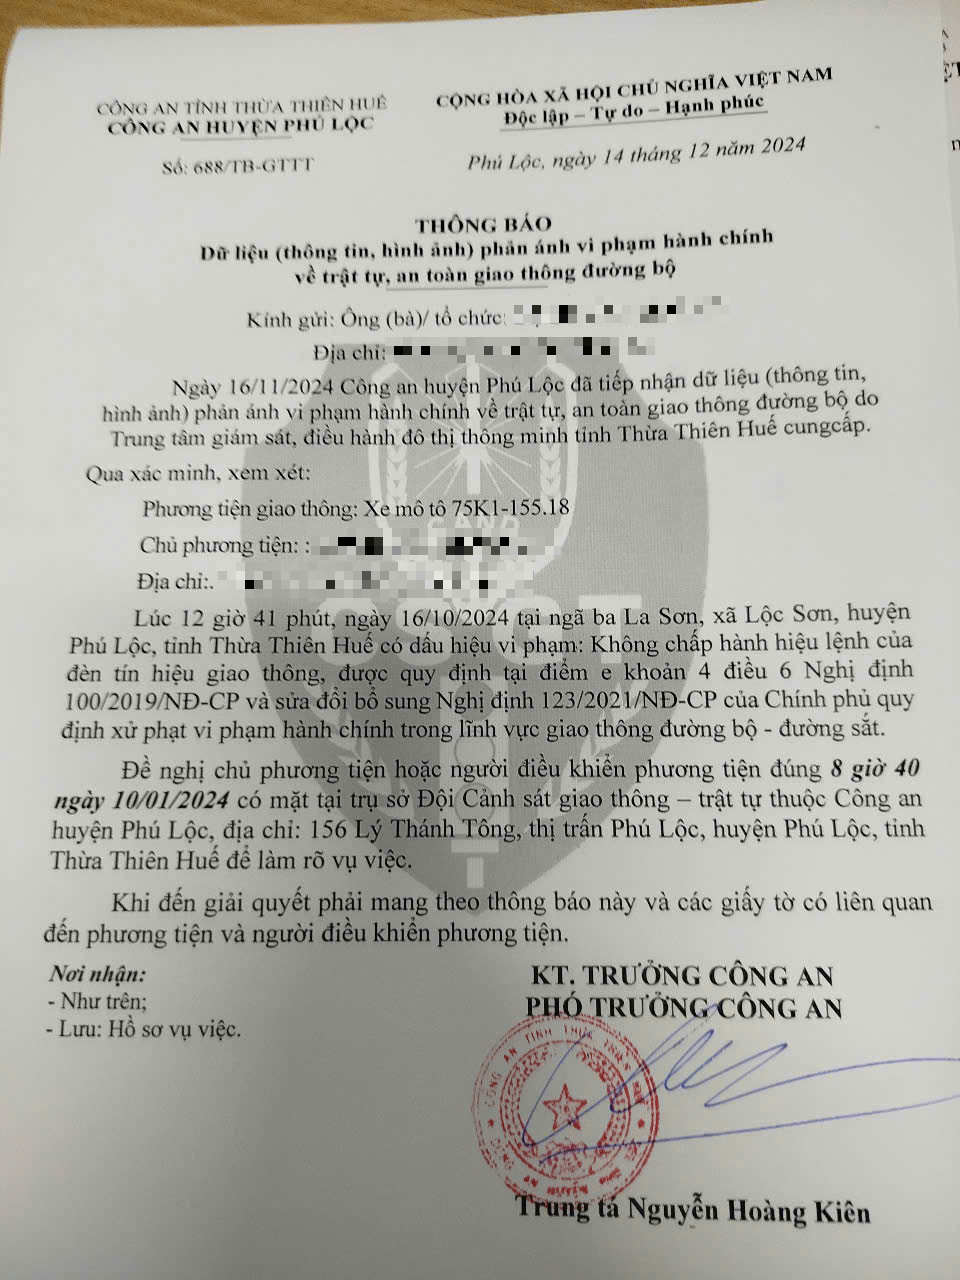 CÔNG AN TỈNH THỪA THIÊN HUẾ
CÔNG AN HUYỆN PHÚ LỘC
CỘNG HÒA XÃ HỘI CHỦ NGHĨA VIỆT NAM
Độc lập – Tự do – Hạnh phúc
Số: 688/TB-GTTT
Phú Lộc, ngày 14 tháng 12 năm 2024
THÔNG BÁO
Dữ liệu (thông tin, hình ảnh) phản ánh vi phạm hành chính
về trật tự, an toàn giao thông đường bộ
Kính gửi: Ông (bà)/ tổ chức:
Địa chỉ:
Ngày 16/11/2024 Công an huyện Phú Lộc đã tiếp nhận dữ liệu (thông tin,
hình ảnh) phản ánh vi phạm hành chính về trật tự, an toàn giao thông đường bộ do
Trung tâm giám sát, điều hành đô thị thông minh tỉnh Thừa Thiên Huế cungcấp.
Qua xác minh, xem xét:
Phương tiện giao thông: Xe mô tô 75K1-155.18
Chủ phương tiện: :
Địa chỉ:.
Lúc 12 giờ 41 phút, ngày 16/10/2024 tại ngã ba La Sơn, xã Lộc Sơn, huyện
Phú Lộc, tỉnh Thừa Thiên Huế có dấu hiệu vi phạm: Không chấp hành hiệu lệnh của
đèn tín hiệu giao thông, được quy định tại điểm e khoản 4 điều 6 Nghị định
100/2019/NĐ-CP và sửa đổi bổ sung Nghị định 123/2021/NĐ-CP của Chính phủ quy
định xử phạt vi phạm hành chính trong lĩnh vực giao thông đường bộ - đường sắt.
Đề nghị chủ phương tiện hoặc người điều khiển phương tiện đúng 8 giờ 40
ngày 10/01/2024 có mặt tại trụ sở Đội Cảnh sát giao thông – trật tự thuộc Công an
huyện Phú Lộc, địa chỉ: 156 Lý Thánh Tông, thị trấn Phú Lộc, huyện Phú Lộc, tỉnh
Thừa Thiên Huế để làm rõ vụ việc.
Khi đến giải quyết phải mang theo thông báo này và các giấy tờ có liên quan
đến phương tiện và người điều khiển phương tiện.
Nơi nhận:
- Như trên;
- Lưu: Hồ sơ vụ việc.
KT. TRƯỞNG CÔNG AN
PHÓ TRƯỞNG CÔNG AN
CÔNG AN TỈNH THỪA THIÊN HUẾ
Trung tá Nguyễn Hoàng Kiên
CAND
CSGT